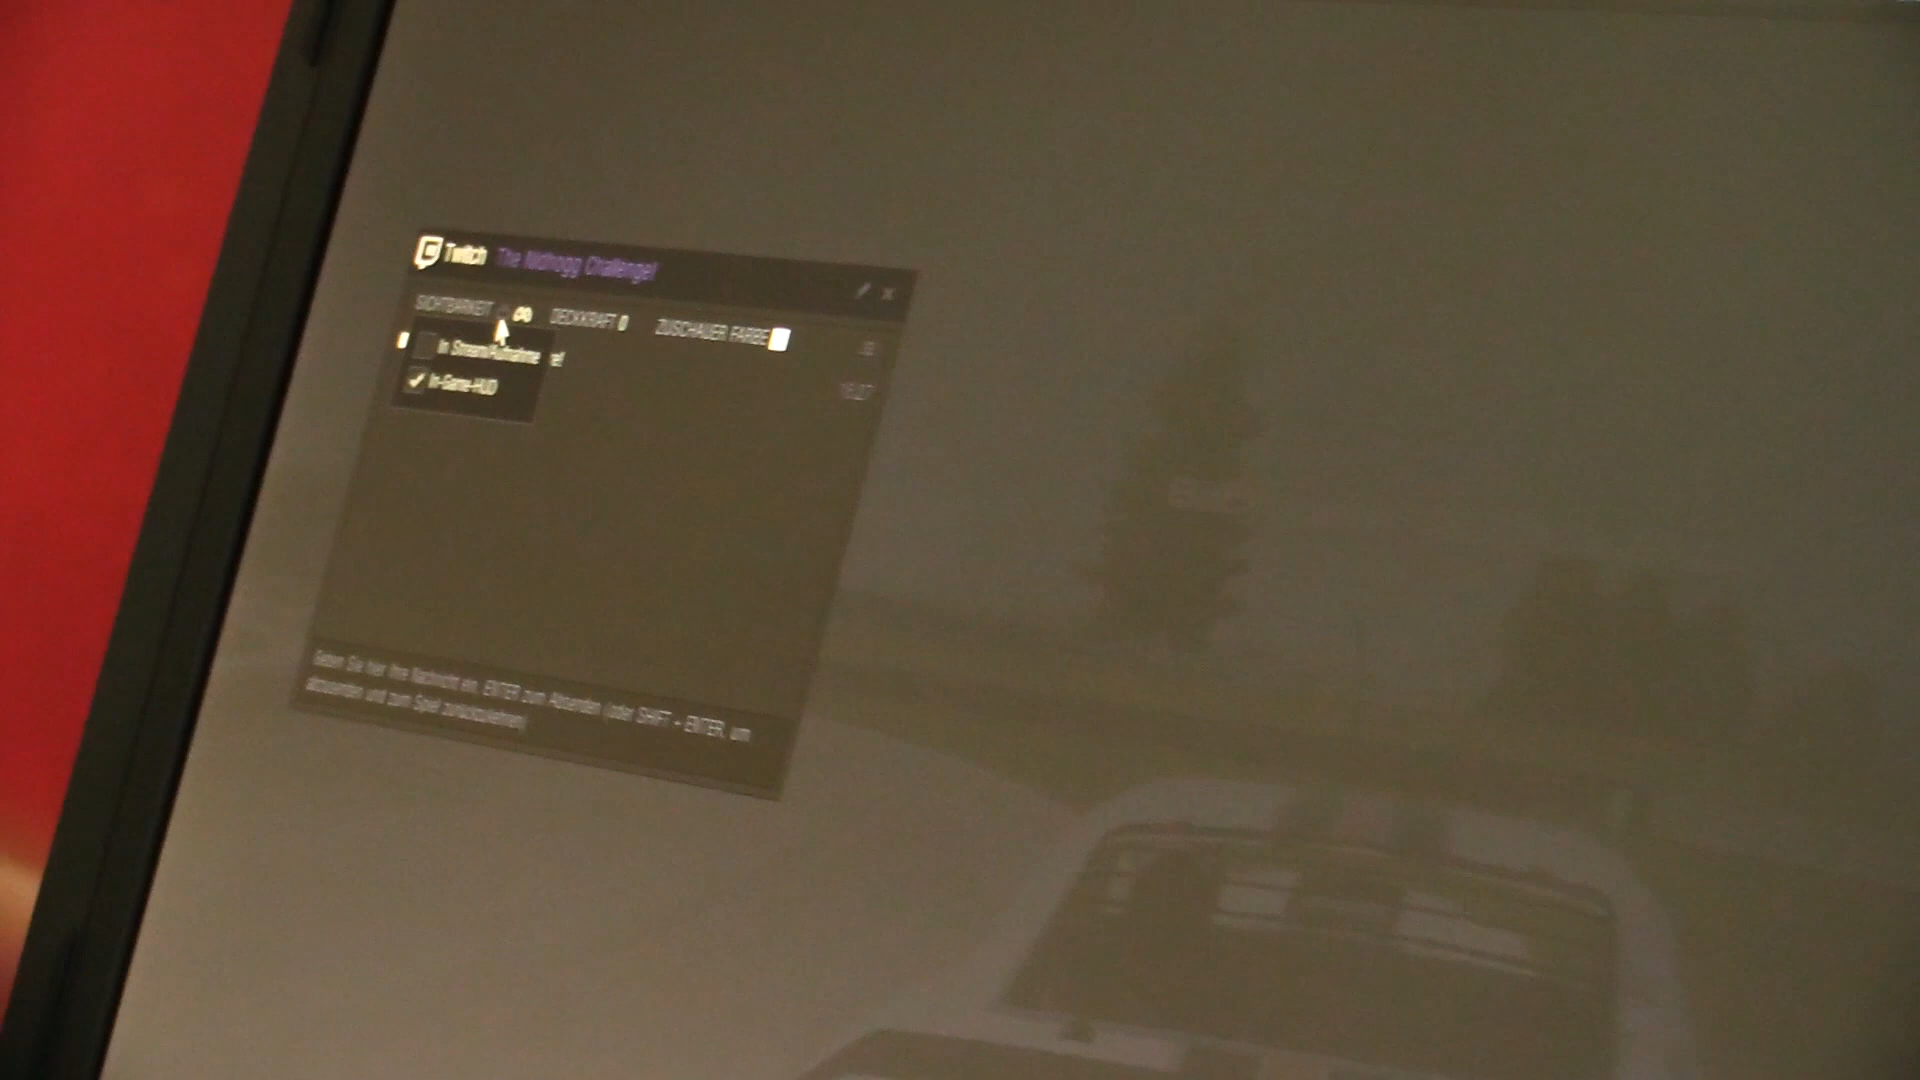 Twitch The Nidhogg Challenge!
SICHTBARKEIT DECKKRAFT ZUSCHAUER FARBE
In Stream/Aufnahme
In-Game-HUD
Geben Sie hier Ihre Nachricht ein. ENTER zum Absenden (oder SHIFT + ENTER, um
abzusenden und zum Spiel zurückzukehren)